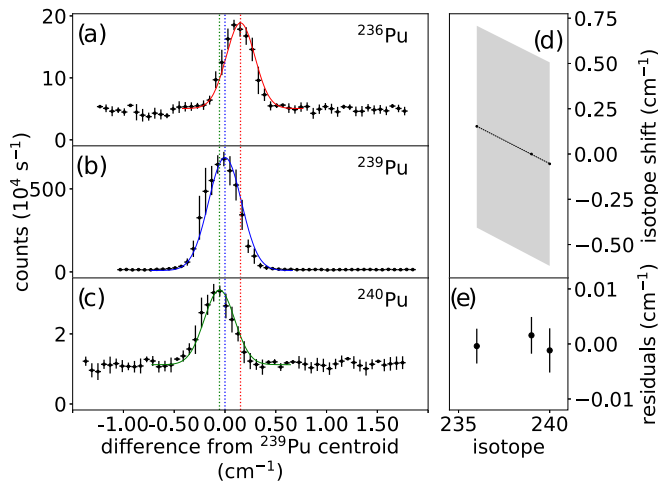 (a)
²³⁶Pu
20
10
0
(b)
²³⁹Pu
500
0
(c)
²⁴⁰Pu
2
0
counts (10⁴ s⁻¹)
-1.00 -0.50 0.00 0.50 1.00 1.50
difference from ²³⁹Pu centroid
(cm⁻¹)
(d)
0.75
0.50
0.25
0.00
−0.25
−0.50
isotope shift (cm⁻¹)
(e)
0.01
0.00
−0.01
residuals (cm⁻¹)
235 240
isotope